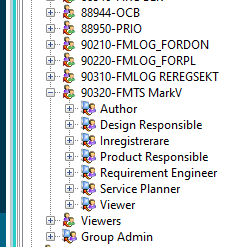 88944-OCB
88950-PRIO
90210-FMLOG_FORDON
90220-FMLOG_FORPL
90310-FMLOG REREGSEKT
90320-FMTS MarkV
Author
Design Responsible
Inregistrerare
Product Responsible
Requirement Engineer
Service Planner
Viewer
Viewers
Group Admin